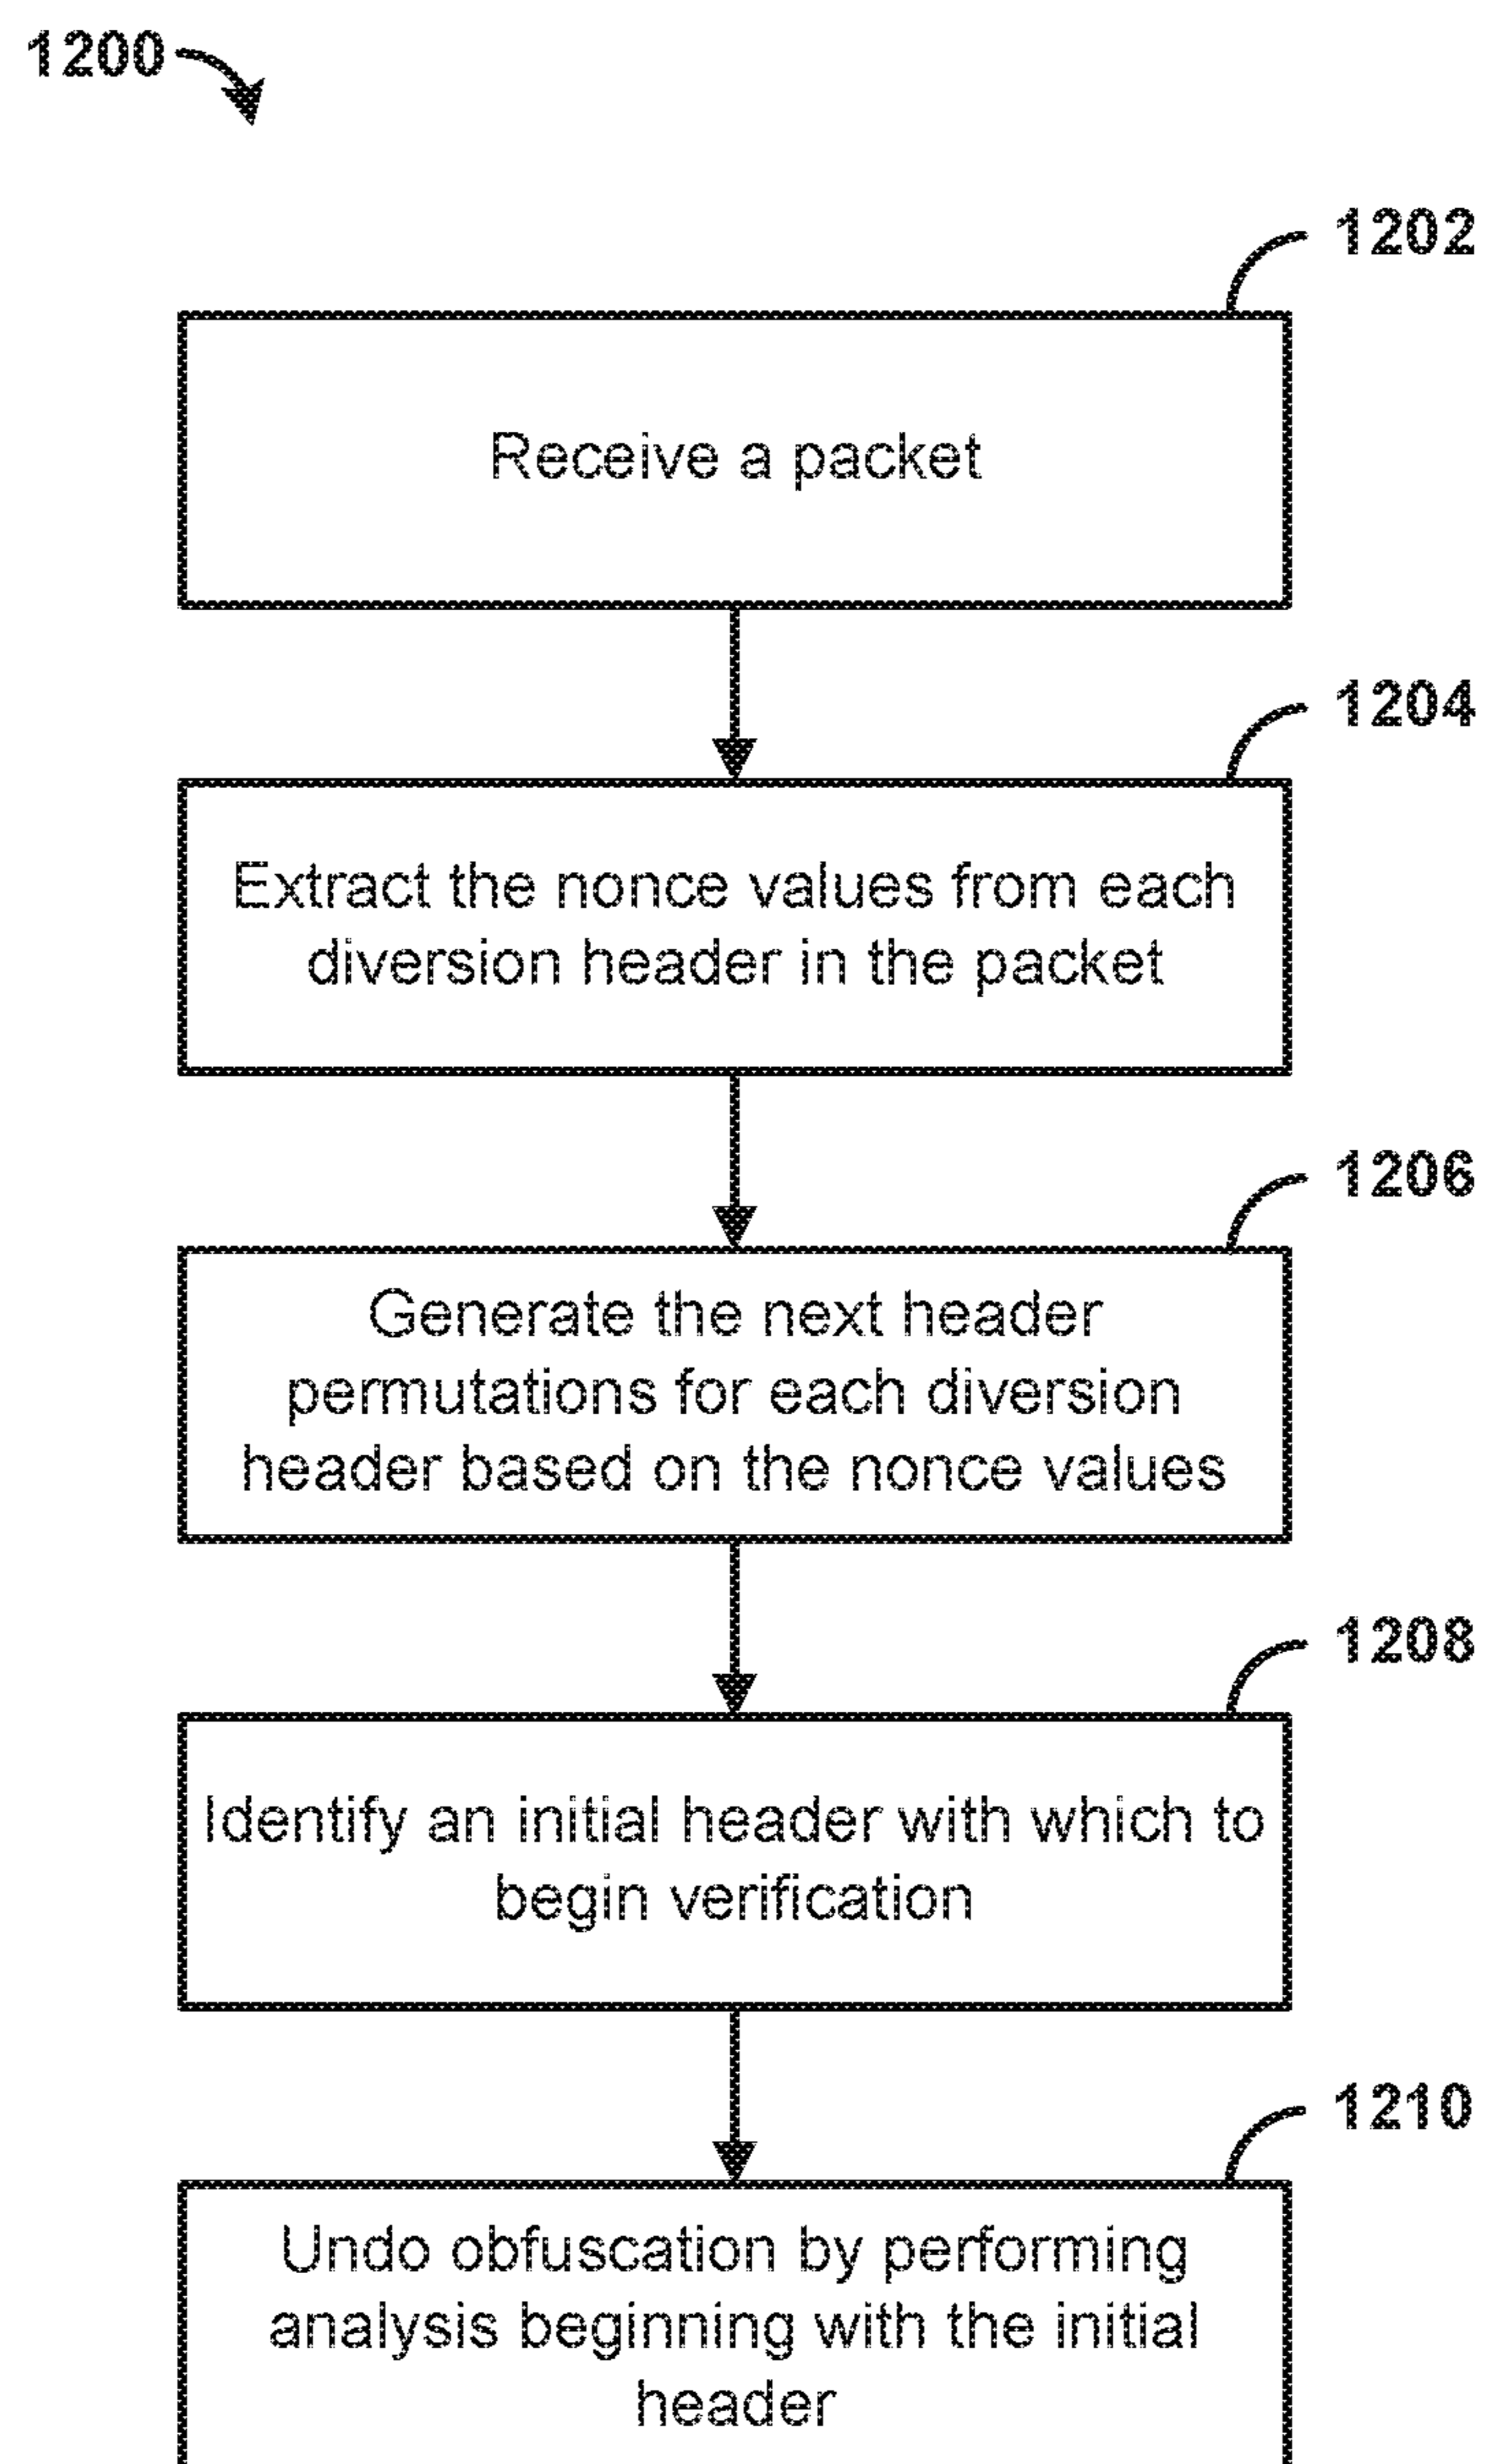 1200
1202
Receive a packet
1204
Extract the nonce values from each
diversion header in the packet
1206
Generate the next header
permutations for each diversion
header based on the nonce values
1208
Identify an initial header with which to
begin verification
1210
Undo obfuscation by performing
analysis beginning with the initial
header